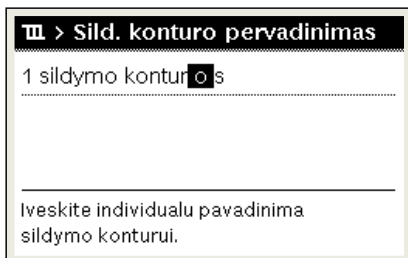 > Sild. konturo pervadinimas
1 sildymo konturos
Iveskite individualu pavadinima
sildymo konturui.